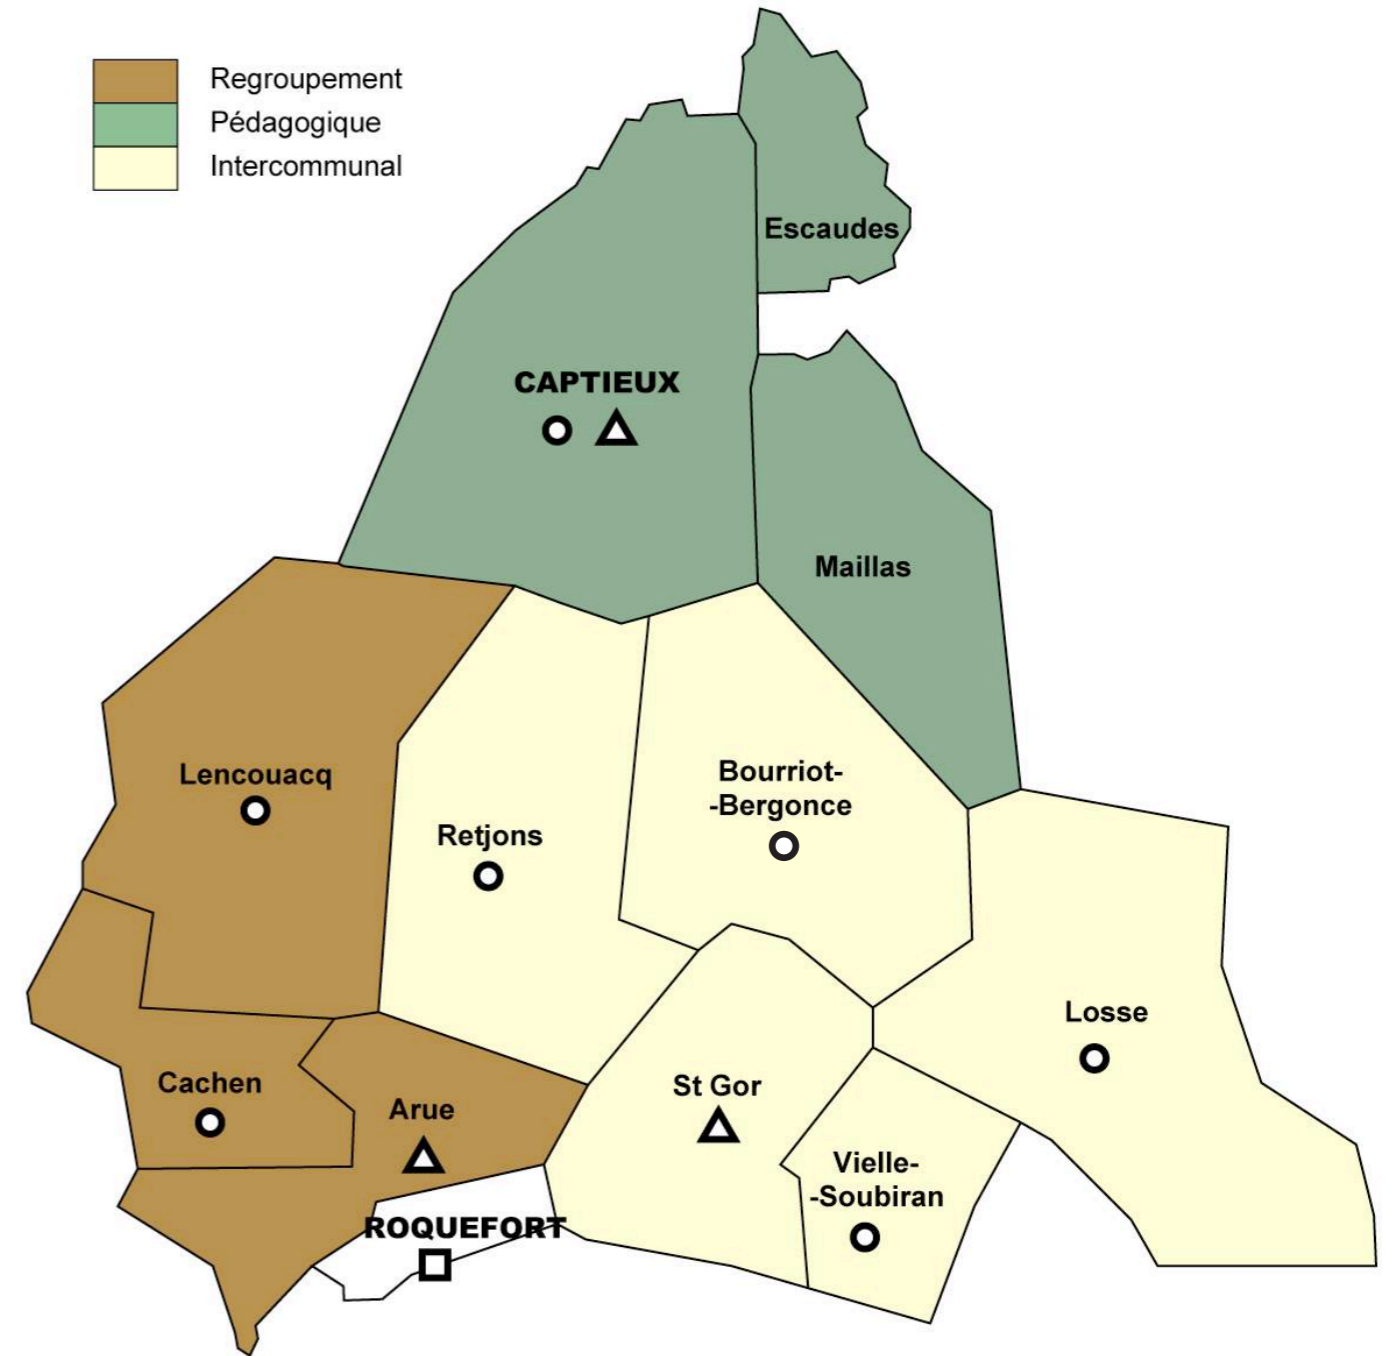 Regroupement
Pédagogique
Intercommunal
Escaudes
CAPTIEUX
Maillas
Lencouacq
Bourriot-
-Bergonce
Retjons
Losse
Cachen
St Gor
Arue
Vielle-
-Soubiran
ROQUEFORT